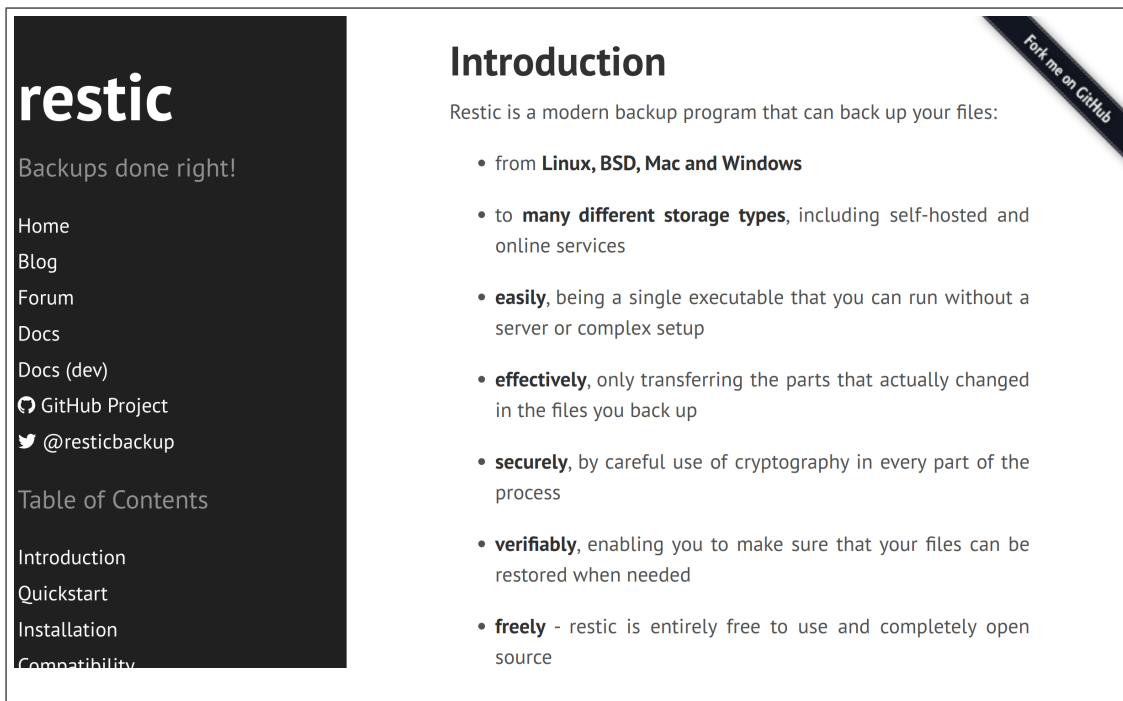 restic
Backups done right!
Home
Blog
Forum
Docs
Docs (dev)
GitHub Project
@resticbackup
Table of Contents
Introduction
Quickstart
Installation
Compatibility
Introduction
Restic is a modern backup program that can back up your files:
• from Linux, BSD, Mac and Windows
• to many different storage types, including self-hosted and
online services
• easily, being a single executable that you can run without a
server or complex setup
• effectively, only transferring the parts that actually changed
in the files you back up
• securely, by careful use of cryptography in every part of the
process
• verifiably, enabling you to make sure that your files can be
restored when needed
• freely - restic is entirely free to use and completely open
source
Fork me on GitHub